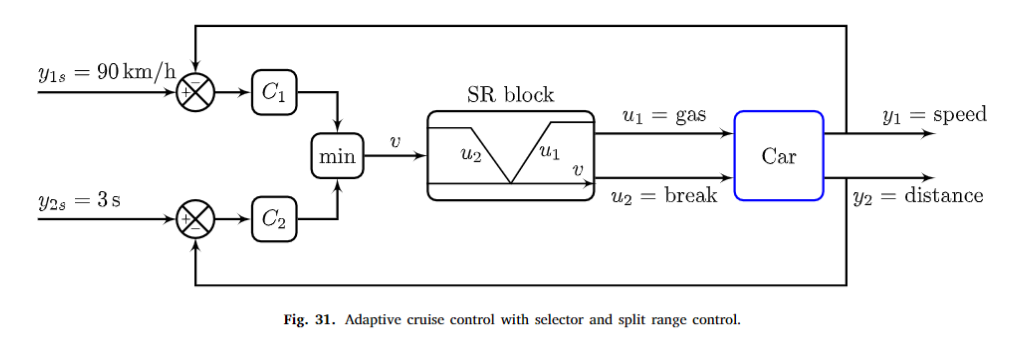 y1s = 90 km/h
−
+
C1
min
v
SR block
u2
u1
v
u1 = gas
u2 = break
Car
y1 = speed
y2 = distance
y2s = 3 s
+
−
C2
Fig. 31. Adaptive cruise control with selector and split range control.